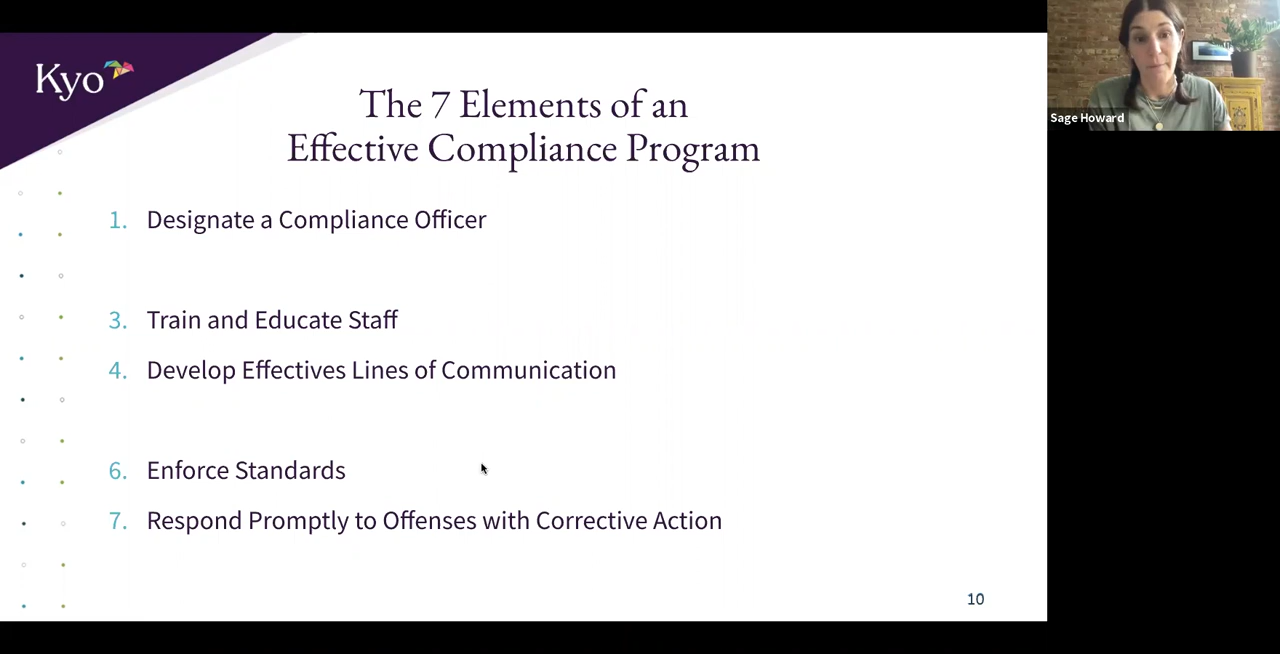 Kyo
The 7 Elements of an
Effective Compliance Program
1. Designate a Compliance Officer
3. Train and Educate Staff
4. Develop Effectives Lines of Communication
6. Enforce Standards
7. Respond Promptly to Offenses with Corrective Action
10
Sage Howard